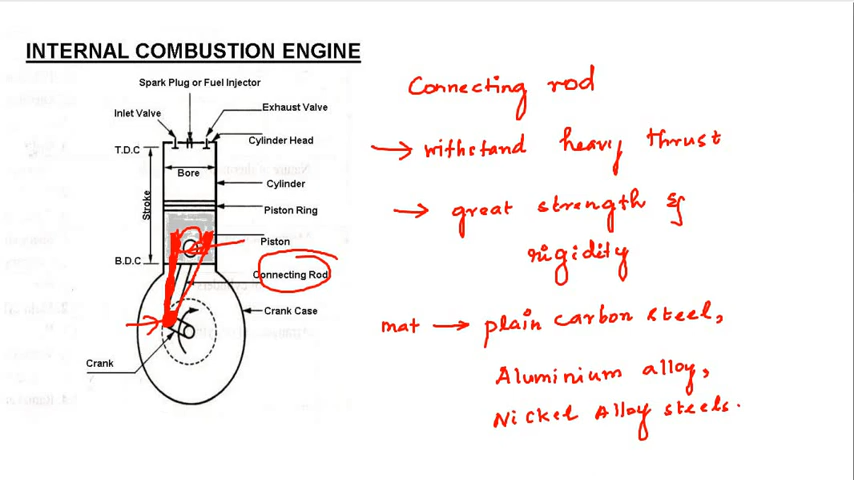 INTERNAL COMBUSTION ENGINE
Spark Plug or Fuel Injector
Inlet Valve
Exhaust Valve
T.D.C
Cylinder Head
Bore
Stroke
Cylinder
Piston Ring
Piston
B.D.C
Connecting Rod
Crank Case
Crank
Connecting rod
→ withstand heavy thrust
→ great strength &
rigidity
mat → plain carbon steel,
Aluminium alloy,
Nickel Alloy steels.